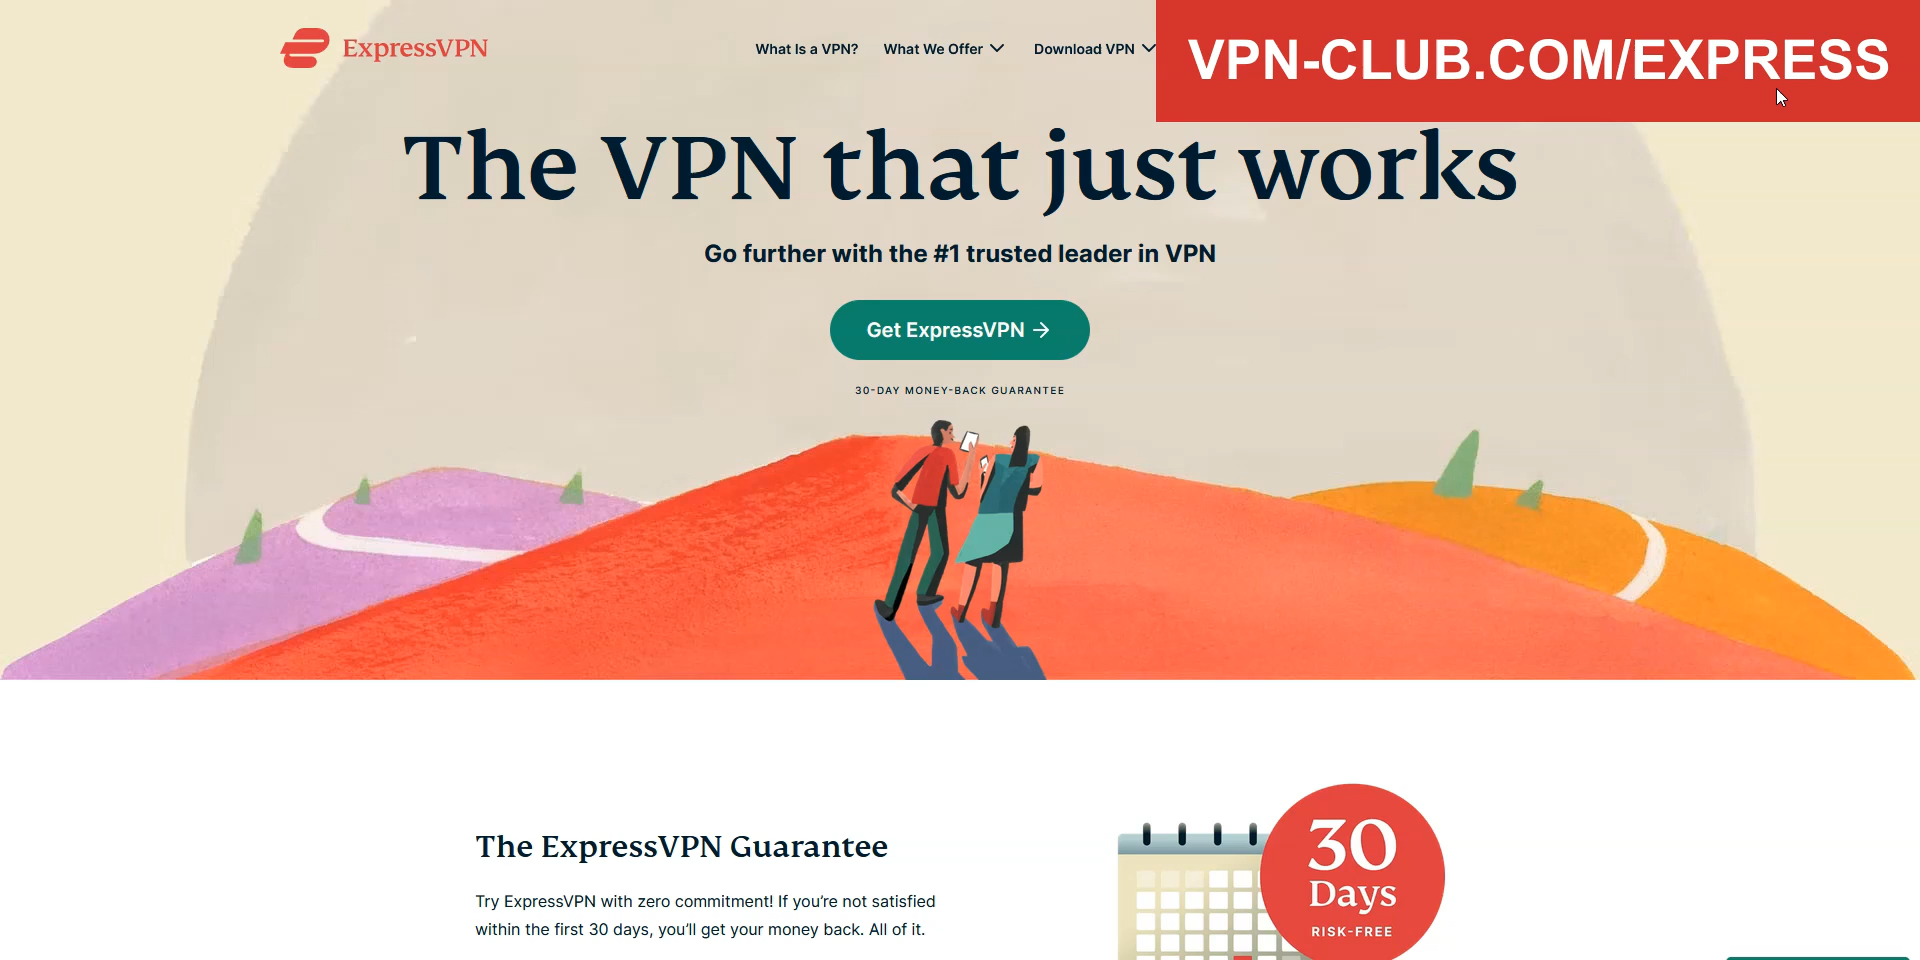 ExpressVPN
What Is a VPN? What We Offer Download VPN
VPN-CLUB.COM/EXPRESS
The VPN that just works
Go further with the #1 trusted leader in VPN
Get ExpressVPN →
30-DAY MONEY-BACK GUARANTEE
The ExpressVPN Guarantee
Try ExpressVPN with zero commitment! If you’re not satisfied
within the first 30 days, you’ll get your money back. All of it.
30
Days
RISK-FREE